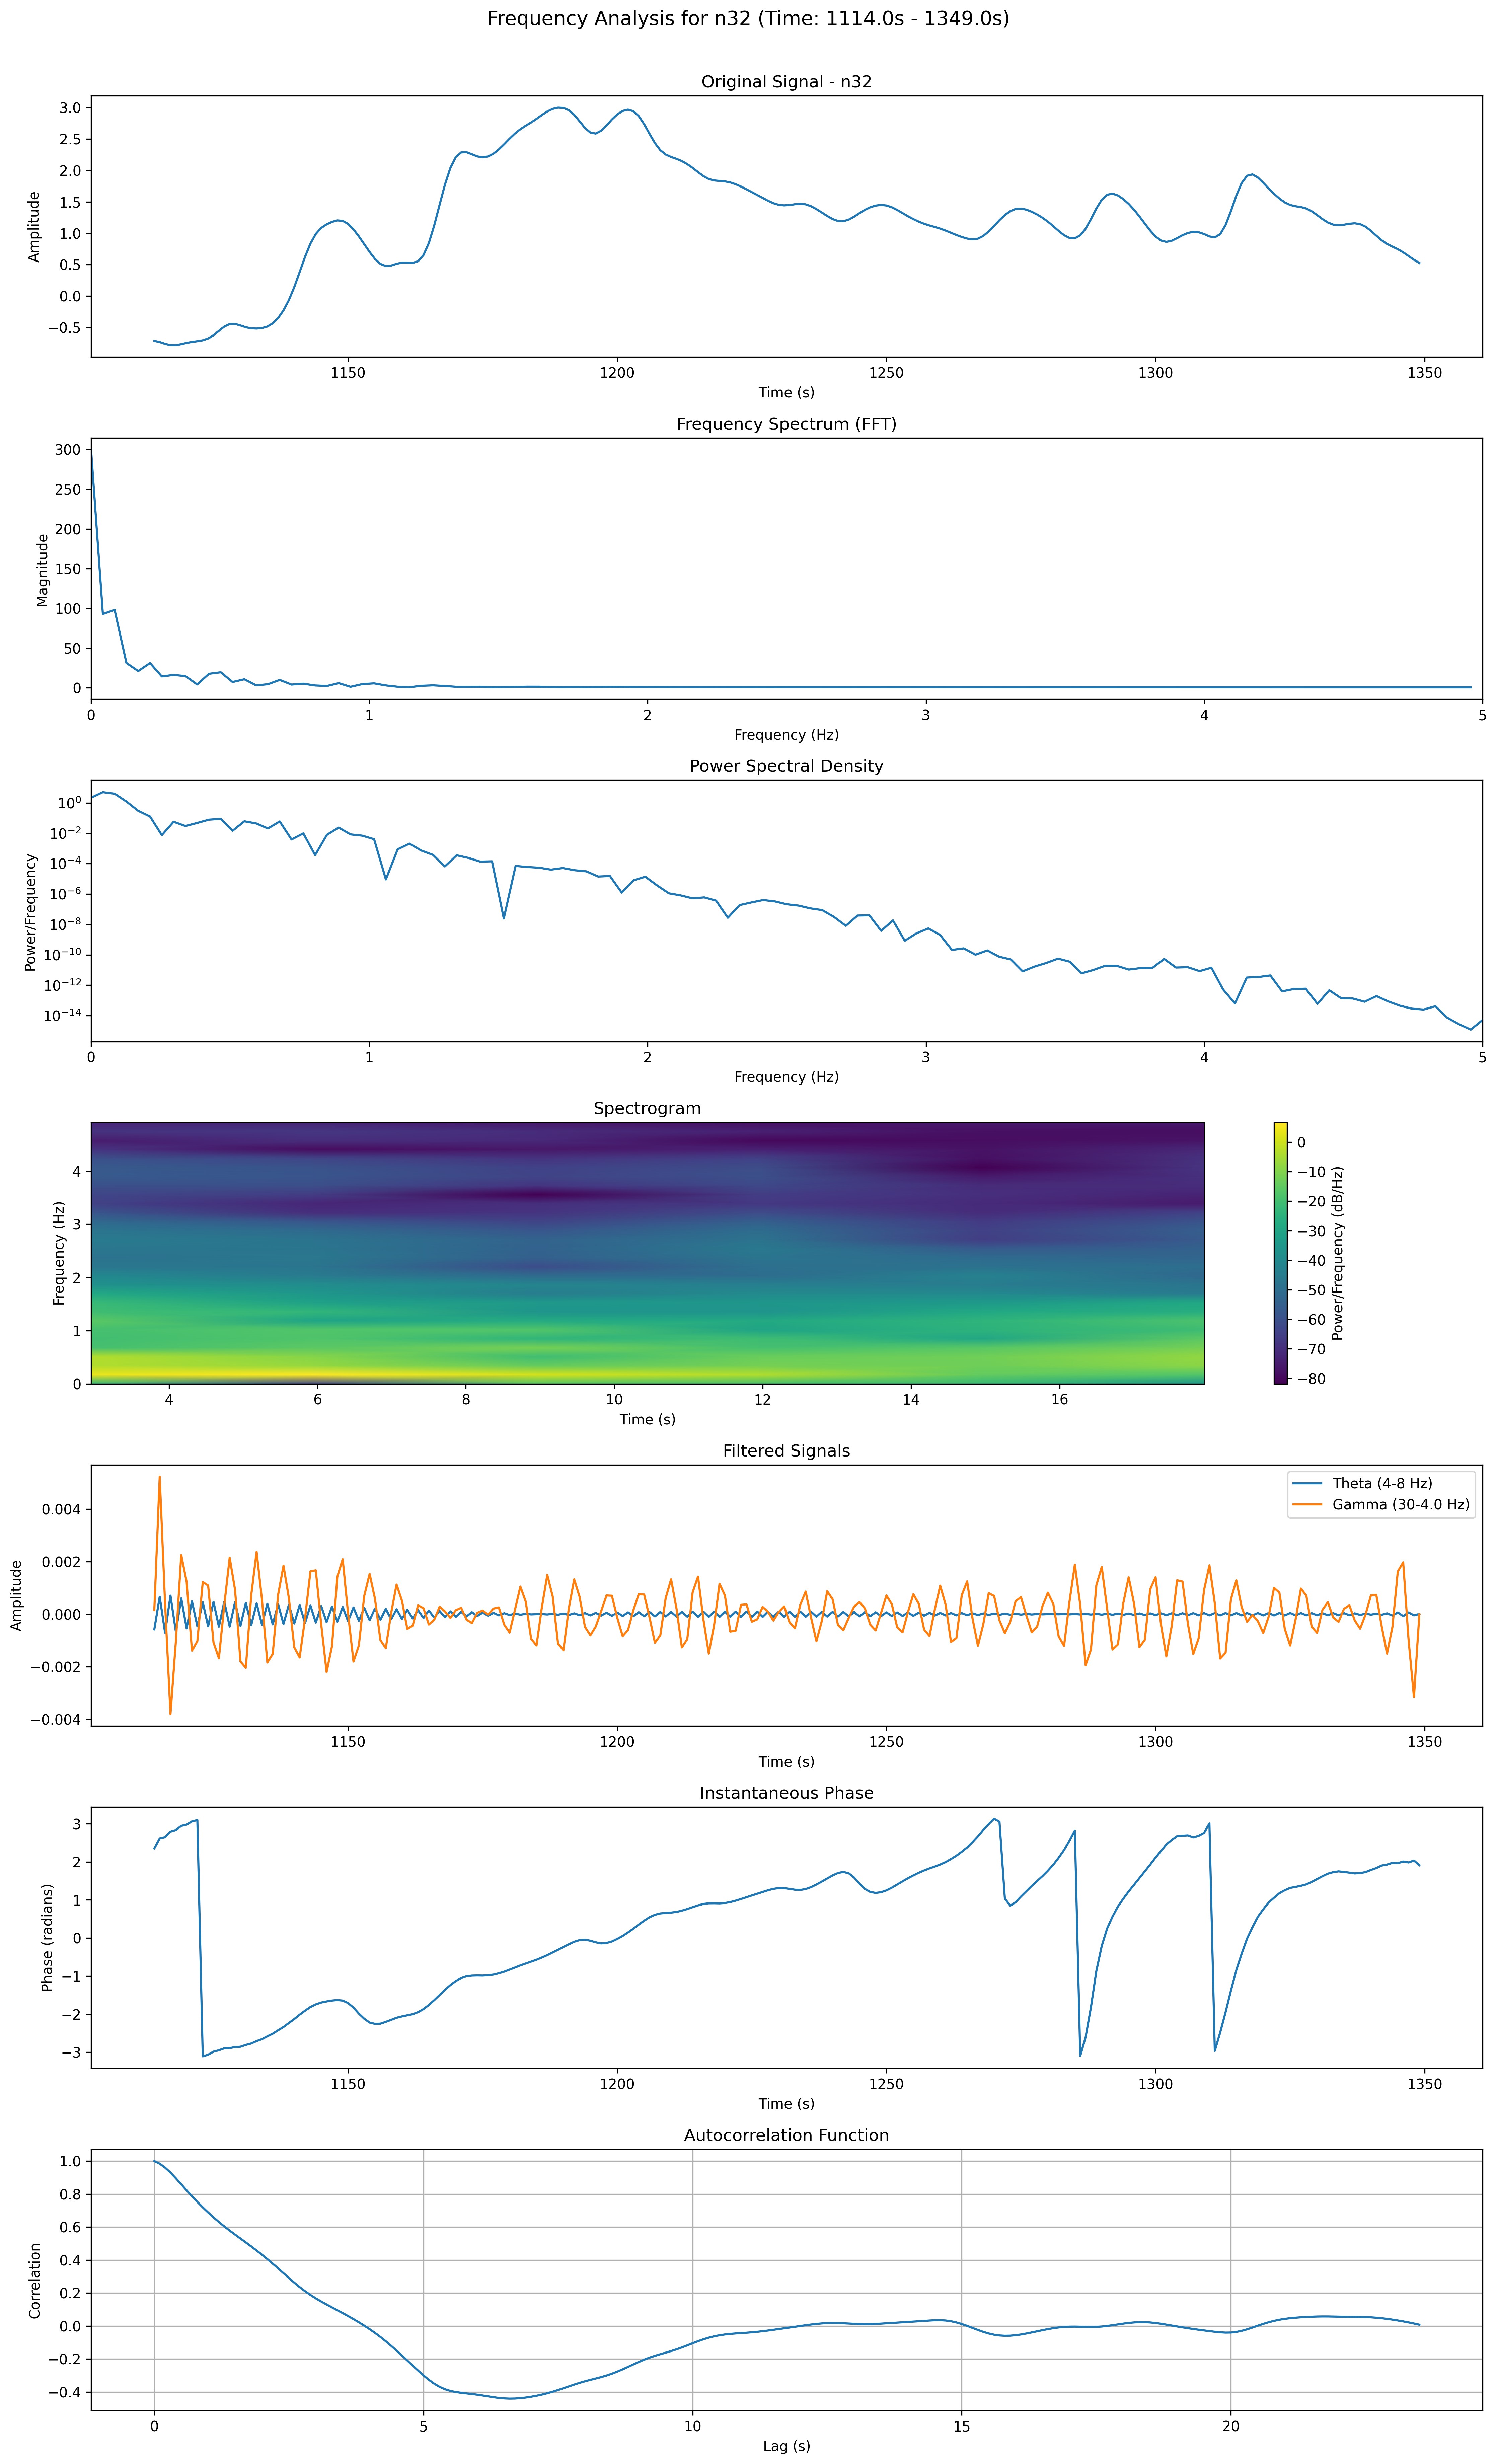 Frequency Analysis for n32 (Time: 1114.0s - 1349.0s)
Original Signal - n32
3.0
2.5
2.0
1.5
1.0
0.5
0.0
−0.5
Amplitude
1150 1200 1250 1300 1350
Time (s)
Frequency Spectrum (FFT)
300
250
200
150
100
50
0
Magnitude
0 1 2 3 4 5
Frequency (Hz)
Power Spectral Density
10^0
10^−2
10^−4
10^−6
10^−8
10^−10
10^−12
10^−14
Power/Frequency
0 1 2 3 4 5
Frequency (Hz)
Spectrogram
4
3
2
1
0
Frequency (Hz)
4 6 8 10 12 14 16
Time (s)
0
−10
−20
−30
−40
−50
−60
−70
−80
Power/Frequency (dB/Hz)
Filtered Signals
Theta (4-8 Hz)
Gamma (30-4.0 Hz)
0.004
0.002
0.000
−0.002
−0.004
Amplitude
1150 1200 1250 1300 1350
Time (s)
Instantaneous Phase
3
2
1
0
−1
−2
−3
Phase (radians)
1150 1200 1250 1300 1350
Time (s)
Autocorrelation Function
1.0
0.8
0.6
0.4
0.2
0.0
−0.2
−0.4
Correlation
0 5 10 15 20
Lag (s)